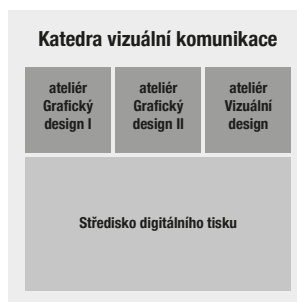 Katedra vizuální komunikace
ateliér
Grafický
design I
ateliér
Grafický
design II
ateliér
Vizuální
design
Středisko digitálního tisku